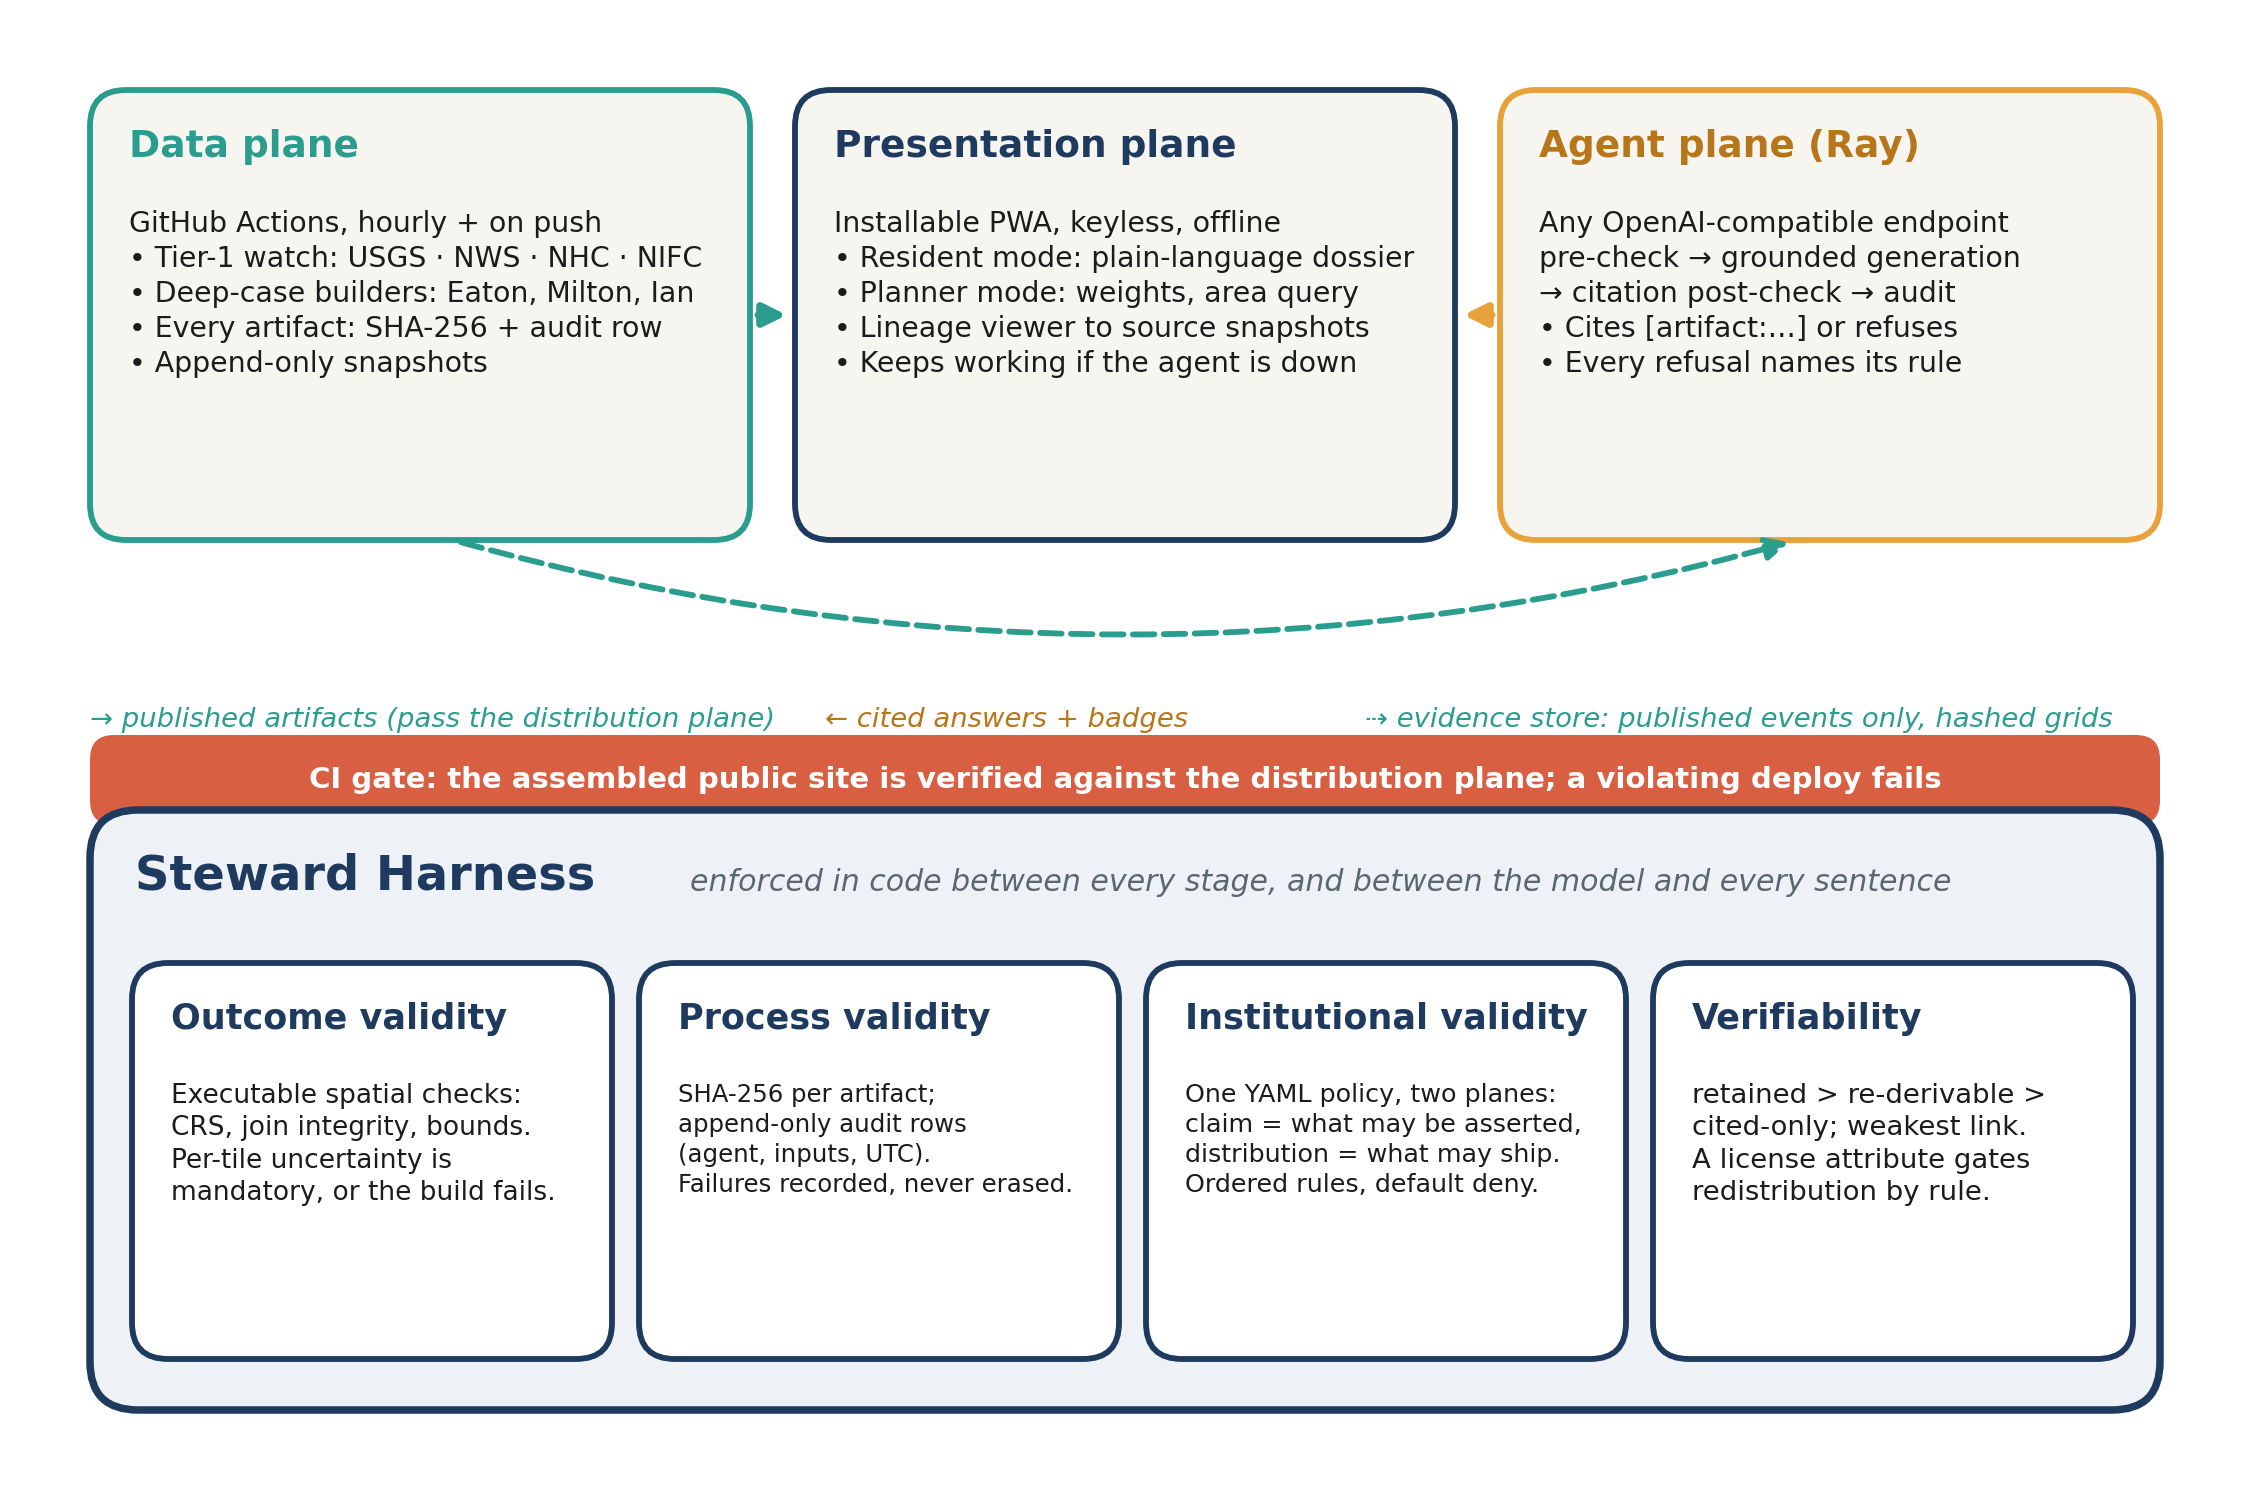 Data plane
GitHub Actions, hourly + on push
• Tier-1 watch: USGS · NWS · NHC · NIFC
• Deep-case builders: Eaton, Milton, Ian
• Every artifact: SHA-256 + audit row
• Append-only snapshots
Presentation plane
Installable PWA, keyless, offline
• Resident mode: plain-language dossier
• Planner mode: weights, area query
• Lineage viewer to source snapshots
• Keeps working if the agent is down
Agent plane (Ray)
Any OpenAI-compatible endpoint
pre-check → grounded generation
→ citation post-check → audit
• Cites [artifact:...] or refuses
• Every refusal names its rule
→ published artifacts (pass the distribution plane)
← cited answers + badges
⇢ evidence store: published events only, hashed grids
CI gate: the assembled public site is verified against the distribution plane; a violating deploy fails
Steward Harness
enforced in code between every stage, and between the model and every sentence
Outcome validity
Executable spatial checks:
CRS, join integrity, bounds.
Per-tile uncertainty is
mandatory, or the build fails.
Process validity
SHA-256 per artifact;
append-only audit rows
(agent, inputs, UTC).
Failures recorded, never erased.
Institutional validity
One YAML policy, two planes:
claim = what may be asserted,
distribution = what may ship.
Ordered rules, default deny.
Verifiability
retained > re-derivable >
cited-only; weakest link.
A license attribute gates
redistribution by rule.